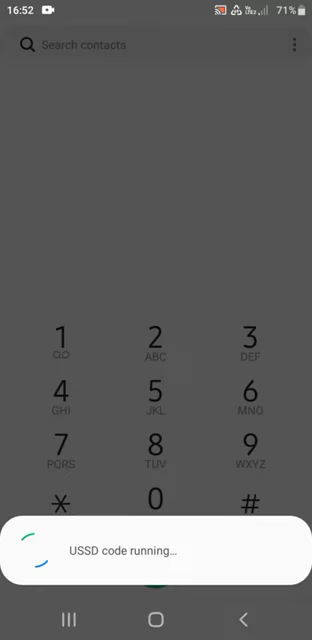 16:52 71%
Search contacts
1 2 3
ABC DEF
4 5 6
GHI JKL MNO
7 8 9
PQRS TUV WXYZ
* 0 #
USSD code running...